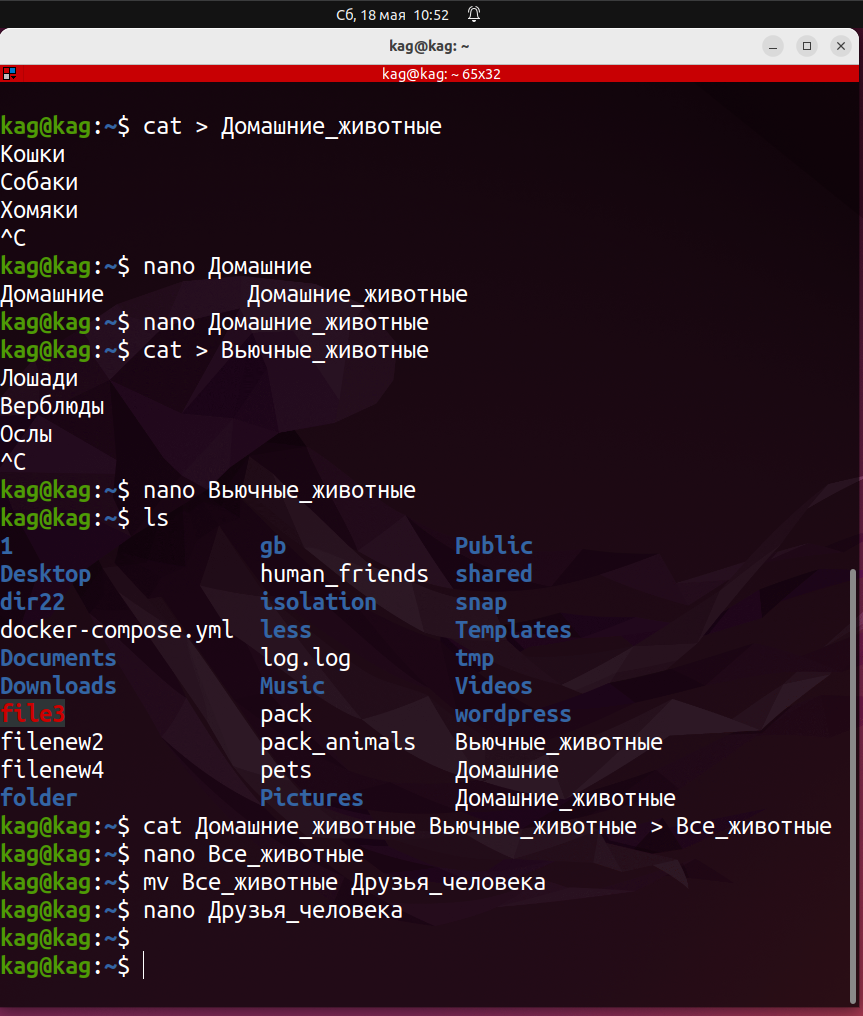 Сб, 18 мая 10:52
kag@kag: ~
kag@kag: ~ 65x32
kag@kag:~$ cat > Домашние_животные
Кошки
Собаки
Хомяки
^C
kag@kag:~$ nano Домашние
Домашние Домашние_животные
kag@kag:~$ nano Домашние_животные
kag@kag:~$ cat > Вьючные_животные
Лошади
Верблюды
Ослы
^C
kag@kag:~$ nano Вьючные_животные
kag@kag:~$ ls
1 gb Public
Desktop human_friends shared
dir22 isolation snap
docker-compose.yml less Templates
Documents log.log tmp
Downloads Music Videos
file3 pack wordpress
filenew2 pack_animals Вьючные_животные
filenew4 pets Домашние
folder Pictures Домашние_животные
kag@kag:~$ cat Домашние_животные Вьючные_животные > Все_животные
kag@kag:~$ nano Все_животные
kag@kag:~$ mv Все_животные Друзья_человека
kag@kag:~$ nano Друзья_человека
kag@kag:~$
kag@kag:~$